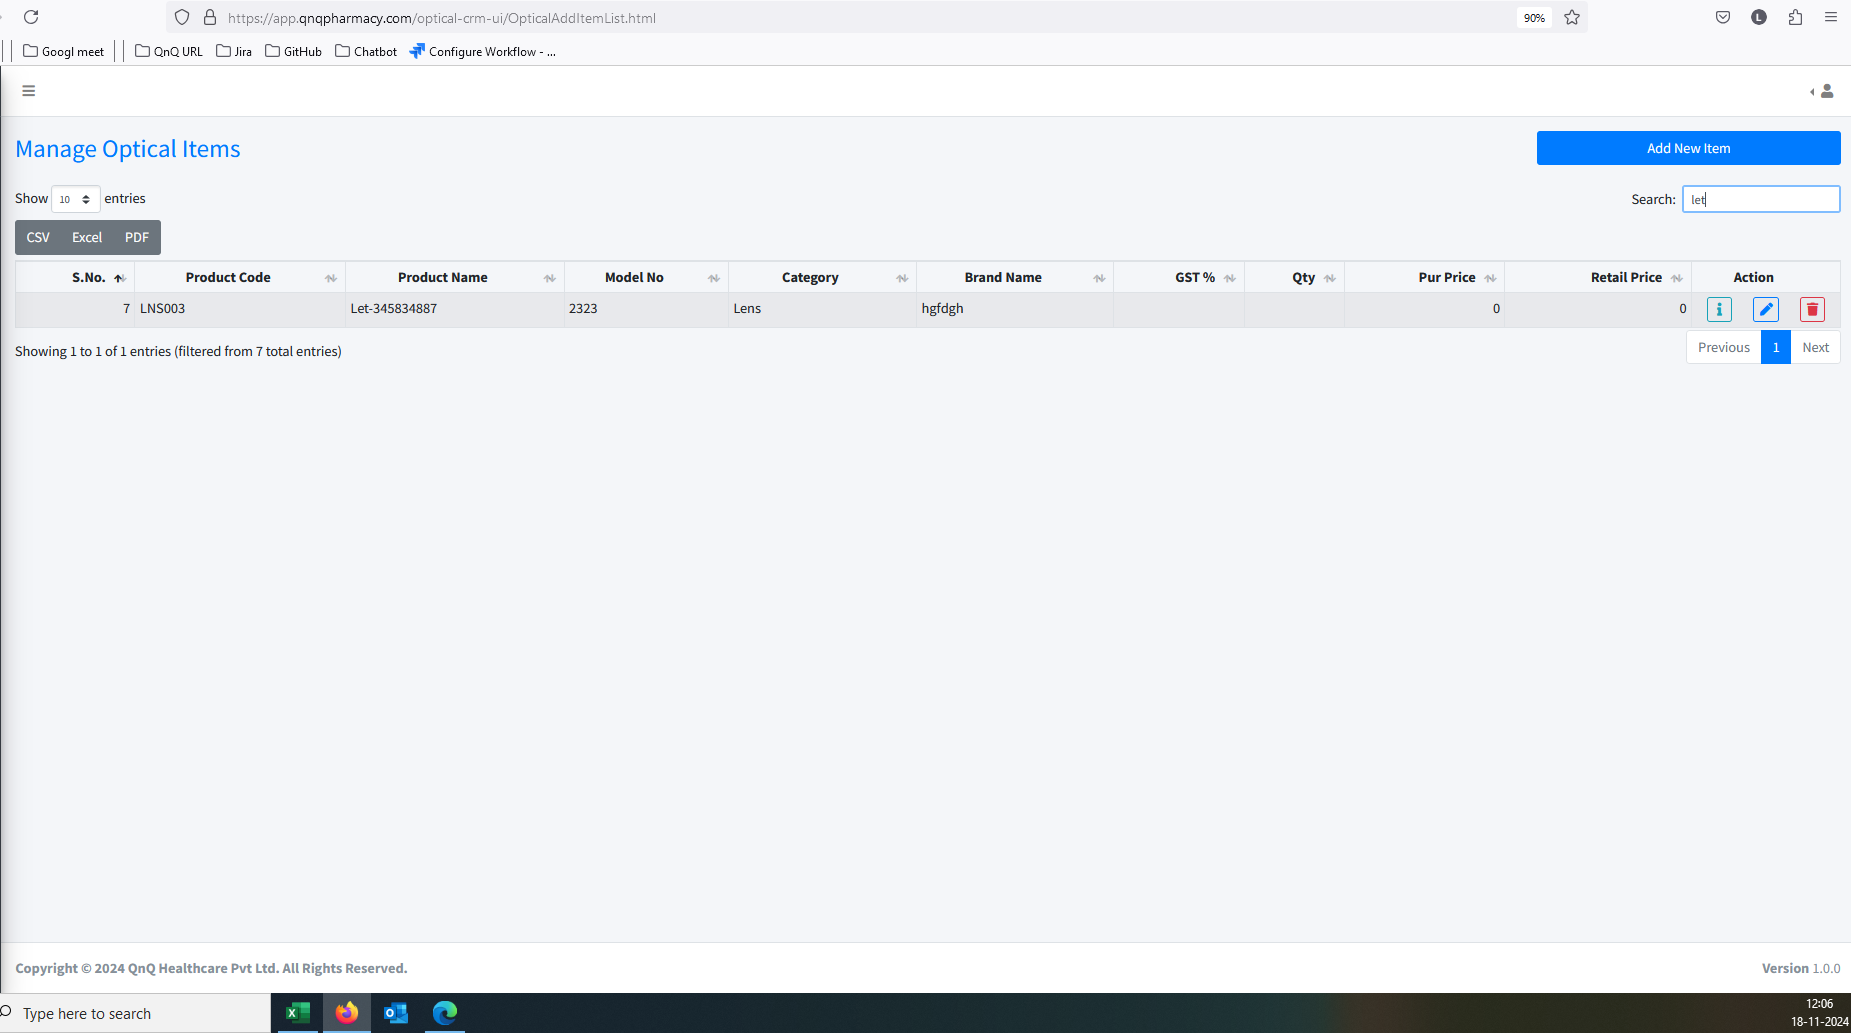 https://app.qnqpharmacy.com/optical-crm-ui/OpticalAddItemList.html 90% L
Googl meet QnQ URL Jira GitHub Chatbot Configure Workflow - ...
Manage Optical Items Add New Item
Show 10 entries Search: let
CSV Excel PDF
S.No. Product Code Product Name Model No Category Brand Name GST % Qty Pur Price Retail Price Action
7 LNS003 Let-345834887 2323 Lens hgfdgh 0 0
Showing 1 to 1 of 1 entries (filtered from 7 total entries) Previous 1 Next
Copyright © 2024 QnQ Healthcare Pvt Ltd. All Rights Reserved. Version 1.0.0
Type here to search 12:06
18-11-2024